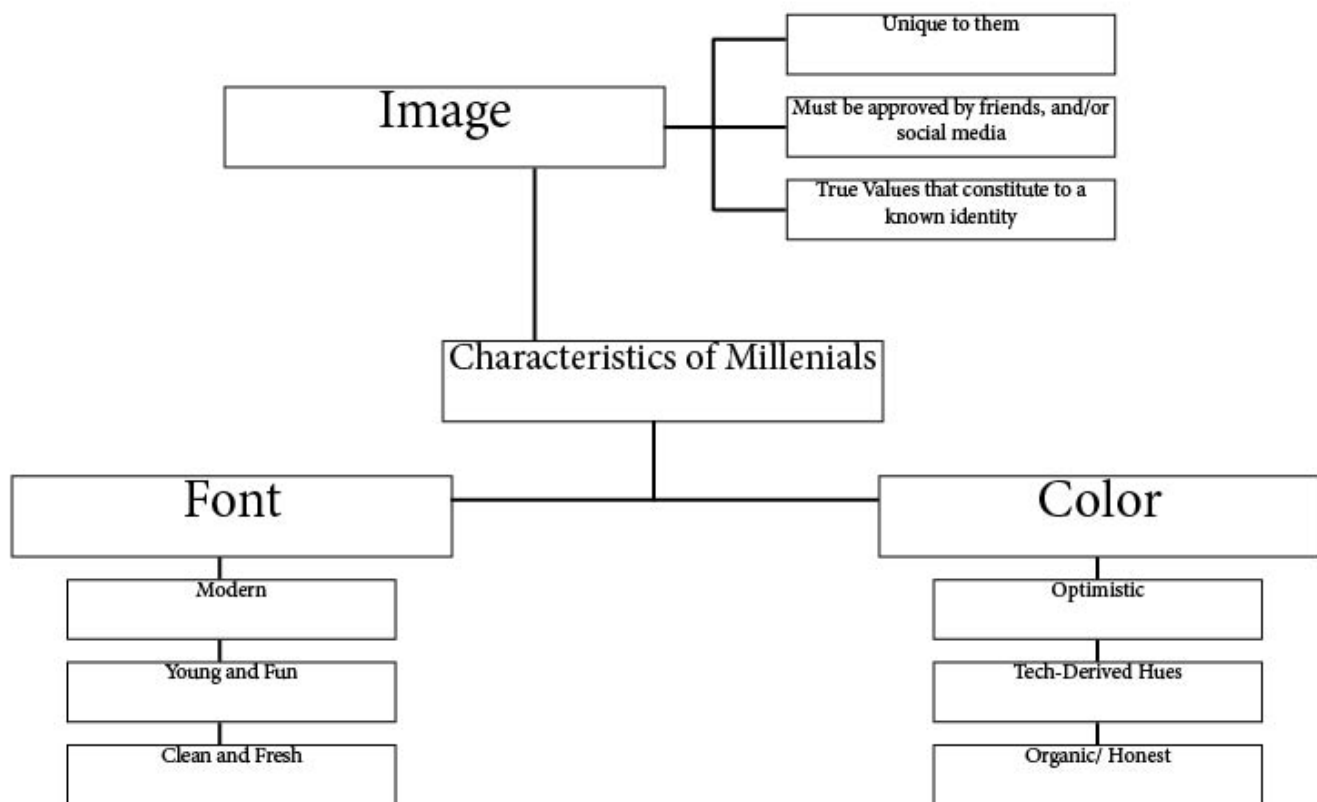 Unique to them
Image
Must be approved by friends, and/or
social media
True Values that constitute to a
known identity
Characteristics of Millenials
Font
Color
Modern
Optimistic
Young and Fun
Tech-Derived Hues
Clean and Fresh
Organic/ Honest